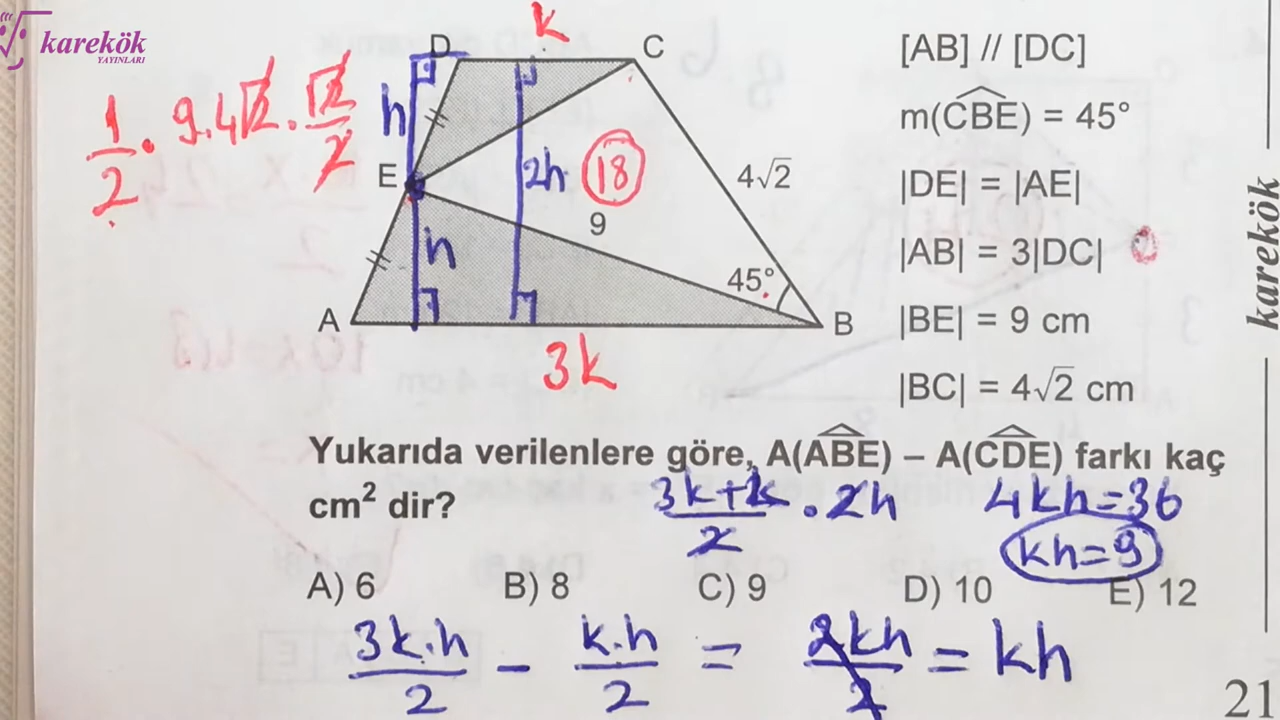 karekök
YAYINLARI
k
D C
1/2 . 9.4√2 . √2/2
h
E 2h 18 4√2
h 9
45°
A B
3k
[AB] // [DC]
m(CBE) = 45°
|DE| = |AE|
|AB| = 3|DC|
|BE| = 9 cm
|BC| = 4√2 cm
karekök
Yukarıda verilenlere göre, A(ABE) – A(CDE) farkı kaç
cm² dir?
(3k+k)/2 . 2h 4kh=36
kh=9
A) 6 B) 8 C) 9 D) 10 E) 12
3k.h/2 - k.h/2 = 2kh/2 = kh
21